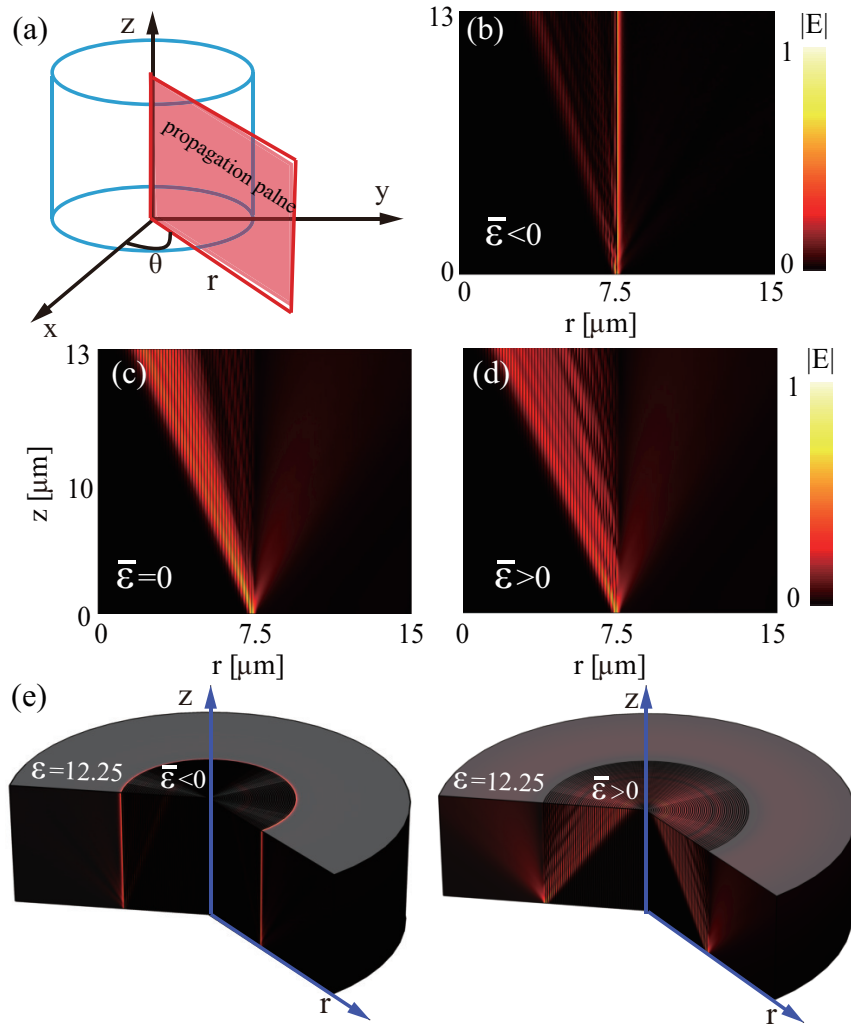 (a)
z
propagation palne
y
θ
r
x
(b)
13
0
ε̄<0
0 7.5 15
r [μm]
|E|
1
0
(c)
13
10
0
z [μm]
ε̄=0
0 7.5 15
r [μm]
(d)
ε̄>0
0 7.5 15
r [μm]
|E|
1
0
(e)
z
ε=12.25
ε̄<0
r
z
ε=12.25
ε̄>0
r